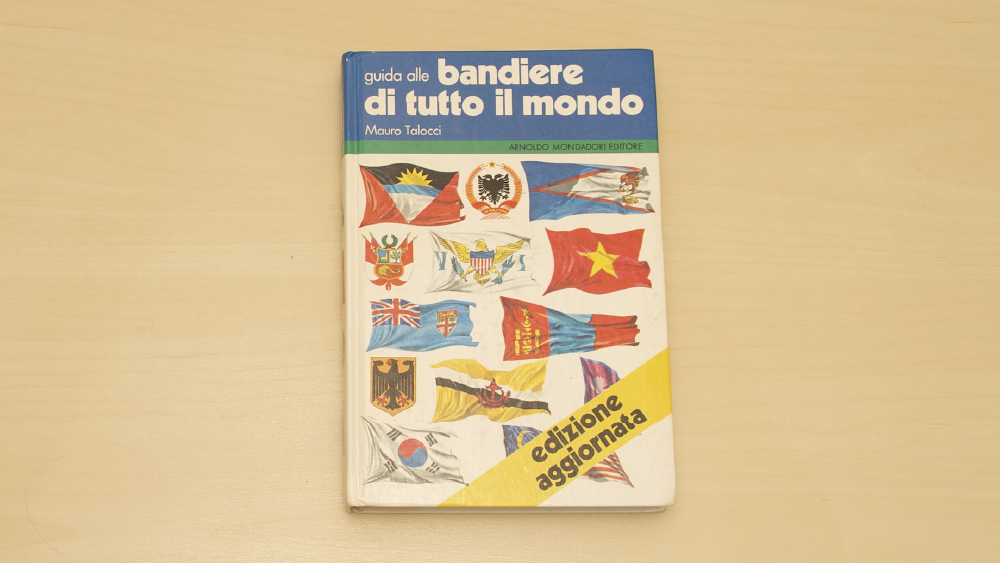 guida alle bandiere
di tutto il mondo
Mauro Talocci
ARNOLDO MONDADORI EDITORE
V I
edizione
aggiornata